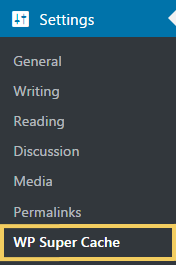 Settings
General
Writing
Reading
Discussion
Media
Permalinks
WP Super Cache